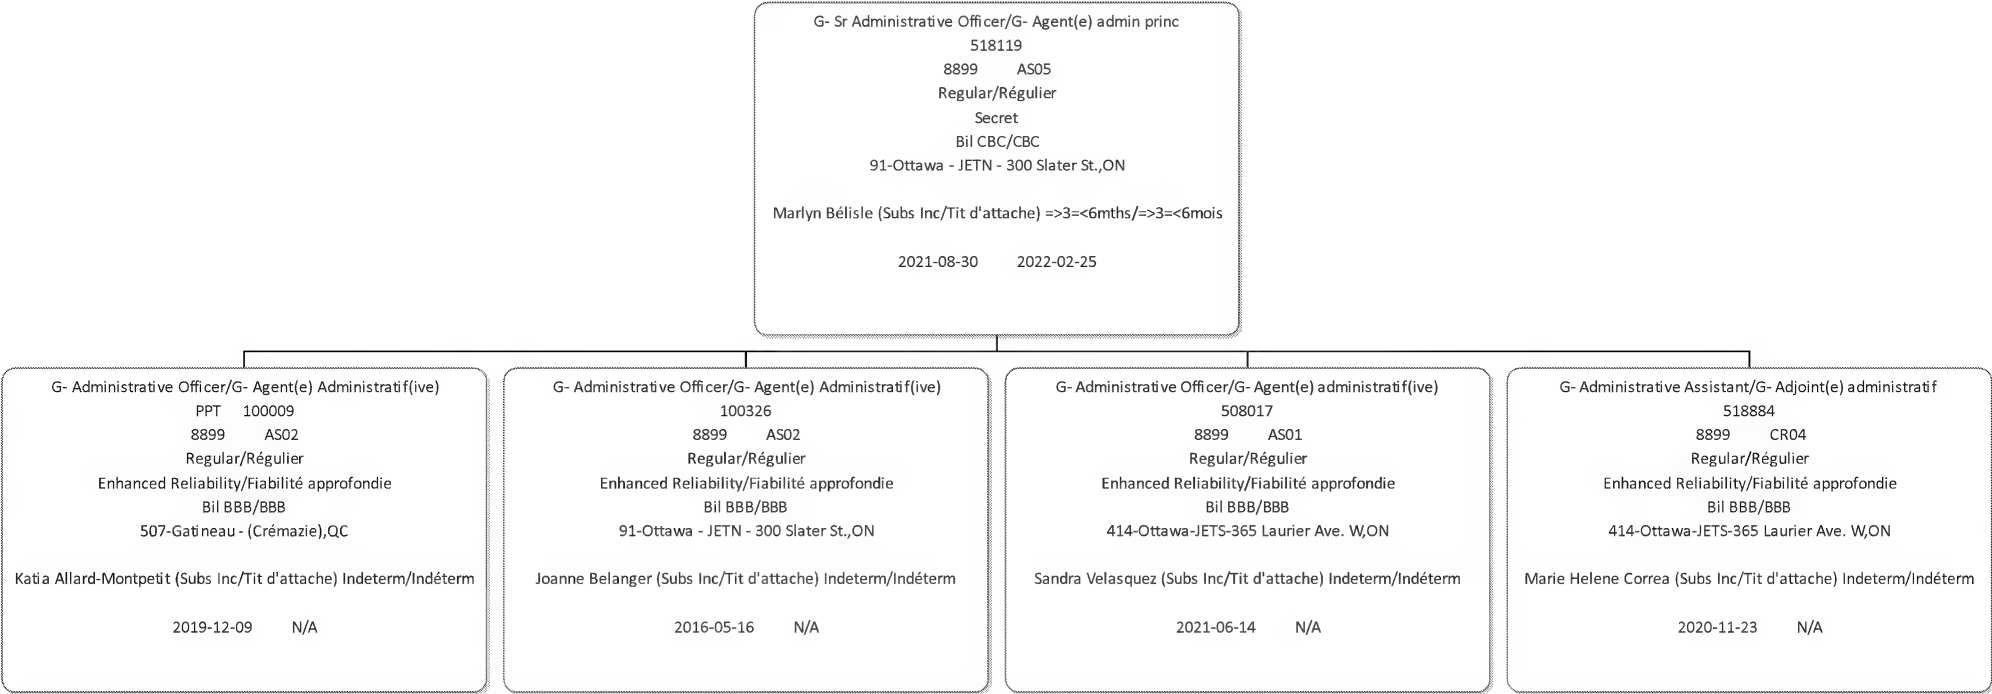 G- Sr Administrative Officer/G- Agent(e) admin princ
518119
8899 AS05
Regular/Régulier
Secret
Bil CBC/CBC
91-Ottawa - JETN - 300 Slater St.,ON
Marlyn Bélisle (Subs Inc/Tit d'attache) =>3=<6mths/=>3=<6mois
2021-08-30 2022-02-25
G- Administrative Officer/G- Agent(e) Administratif(ive)
PPT 100009
8899 AS02
Regular/Régulier
Enhanced Reliability/Fiabilité approfondie
Bil BBB/BBB
507-Gatineau - (Crémazie),QC
Katia Allard-Montpetit (Subs Inc/Tit d'attache) Indeterm/Indéterm
2019-12-09 N/A
G- Administrative Officer/G- Agent(e) Administratif(ive)
100326
8899 AS02
Regular/Régulier
Enhanced Reliability/Fiabilité approfondie
Bil BBB/BBB
91-Ottawa - JETN - 300 Slater St.,ON
Joanne Belanger (Subs Inc/Tit d'attache) Indeterm/Indéterm
2016-05-16 N/A
G- Administrative Officer/G- Agent(e) administratif(ive)
508017
8899 AS01
Regular/Régulier
Enhanced Reliability/Fiabilité approfondie
Bil BBB/BBB
414-Ottawa-JETS-365 Laurier Ave. W,ON
Sandra Velasquez (Subs Inc/Tit d'attache) Indeterm/Indéterm
2021-06-14 N/A
G- Administrative Assistant/G- Adjoint(e) administratif
518884
8899 CR04
Regular/Régulier
Enhanced Reliability/Fiabilité approfondie
Bil BBB/BBB
414-Ottawa-JETS-365 Laurier Ave. W,ON
Marie Helene Correa (Subs Inc/Tit d'attache) Indeterm/Indéterm
2020-11-23 N/A